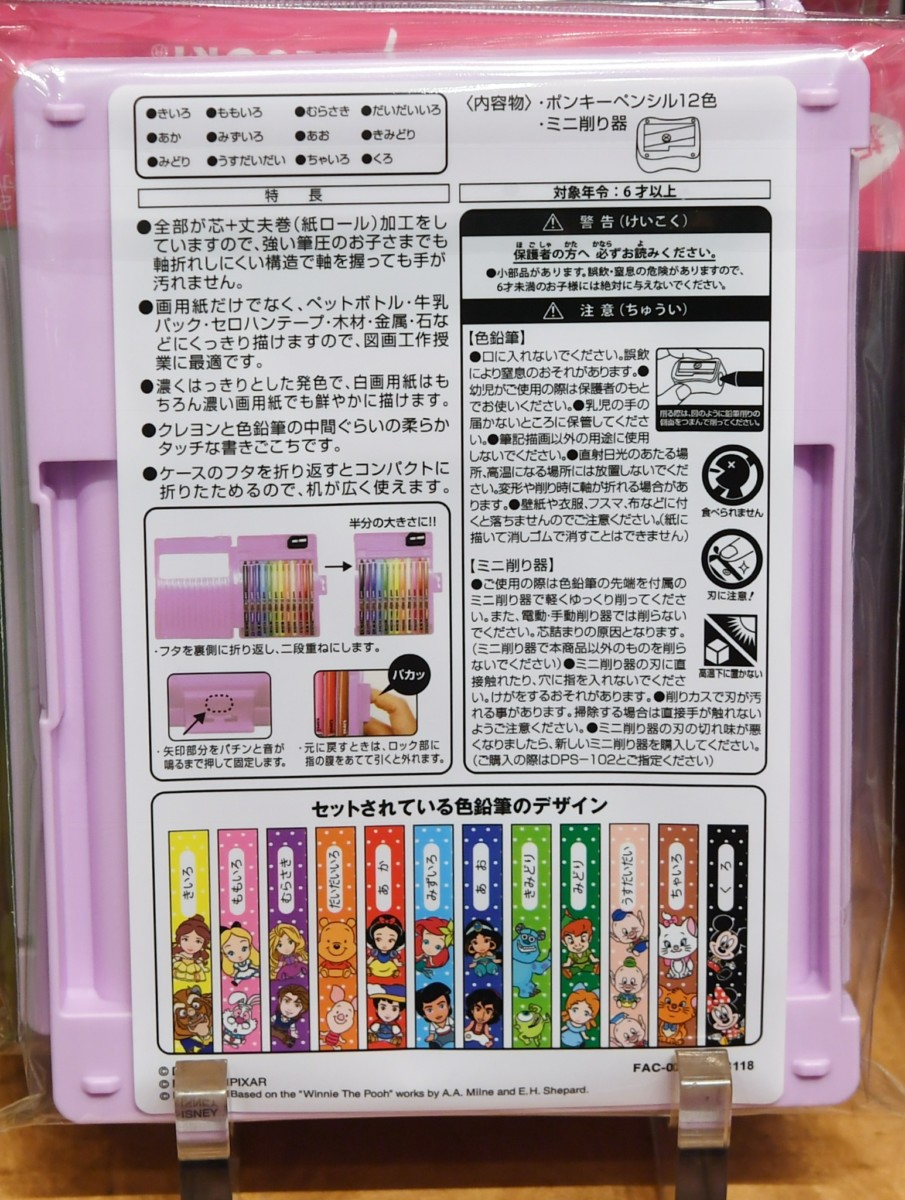 ●きいろ ●ももいろ ●むらさき ●だいだいいろ
●あか ●みずいろ ●あお ●きみどり
●みどり ●うすだいだい ●ちゃいろ ●くろ
〈内容物〉・ポンキーペンシル12色
・ミニ削り器
特長
●全部が芯+丈夫巻(紙ロール)加工をし
ていますので、強い筆圧のお子さまでも
軸折れしにくい構造で軸を握っても手が
汚れません。
●画用紙だけでなく、ペットボトル・牛乳
パック・セロハンテープ・木材・金属・石な
どにくっきり描けますので、図画工作授
業に最適です。
●濃くはっきりとした発色で、白画用紙はも
ちろん濃い画用紙でも鮮やかに描けます。
●クレヨンと色鉛筆の中間ぐらいの柔らか
タッチな書きごこちです。
●ケースのフタを折り返すとコンパクトに
折りたためるので、机が広く使えます。
半分の大きさに!!
・フタを裏側に折り返し、二段重ねにします。
パカッ
・矢印部分をパチンと音が
鳴るまで押して固定します。
・元に戻すときは、ロック部に
指の腹をあてて引くと外れます。
対象年令:6才以上
警告(けいこく)
保護者の方へ 必ずお読みください。
●小部品があります。誤飲・窒息の危険がありますので、
6才未満のお子様には絶対に与えないでください。
注意(ちゅうい)
【色鉛筆】
●口に入れないでください。誤飲
により窒息のおそれがあります。●
幼児がご使用の際は保護者のもと
でお使いください。●乳児の手の
届かないところに保管してくださ
い。●筆記描画以外の用途に使用
しないでください。●直射日光のあたる場
所、高温になる場所には放置しないでくだ
さい。変形や削り時に軸が折れる場合があ
ります。●壁紙や衣服、フスマ、布などに付
くと落ちませんのでご注意ください。(紙に
描いて消しゴムで消すことはできません)
削る際は、図のように鉛筆削りの
側面をつまんで削ってください。
食べられません
刃に注意!
高温下に置かない
【ミニ削り器】
●ご使用の際は色鉛筆の先端を付属の
ミニ削り器で軽くゆっくり削ってくださ
い。また、電動・手動削り器では削らない
でください。芯詰まりの原因となります。
(ミニ削り器で本商品以外のものを削ら
ないでください)●ミニ削り器の刃に直
接触れたり、穴に指を入れないでくださ
い。けがをするおそれがあります。●削りカスで刃が汚
れる事があります。掃除する場合は直接手が触れない
ようご注意ください。●ミニ削り器の刃の切れ味が悪
くなりましたら、新しいミニ削り器を購入してください。
(ご購入の際はDPS-102とご指定ください)
セットされている色鉛筆のデザイン
きいろ
ももいろ
むらさき
だいだいいろ
あか
みずいろ
あお
きみどり
みどり
うすだいだい
ちゃいろ
くろ
FAC-0 118
©
© /PIXAR
© Based on the "Winnie The Pooh" works by A.A. Milne and E.H. Shepard.